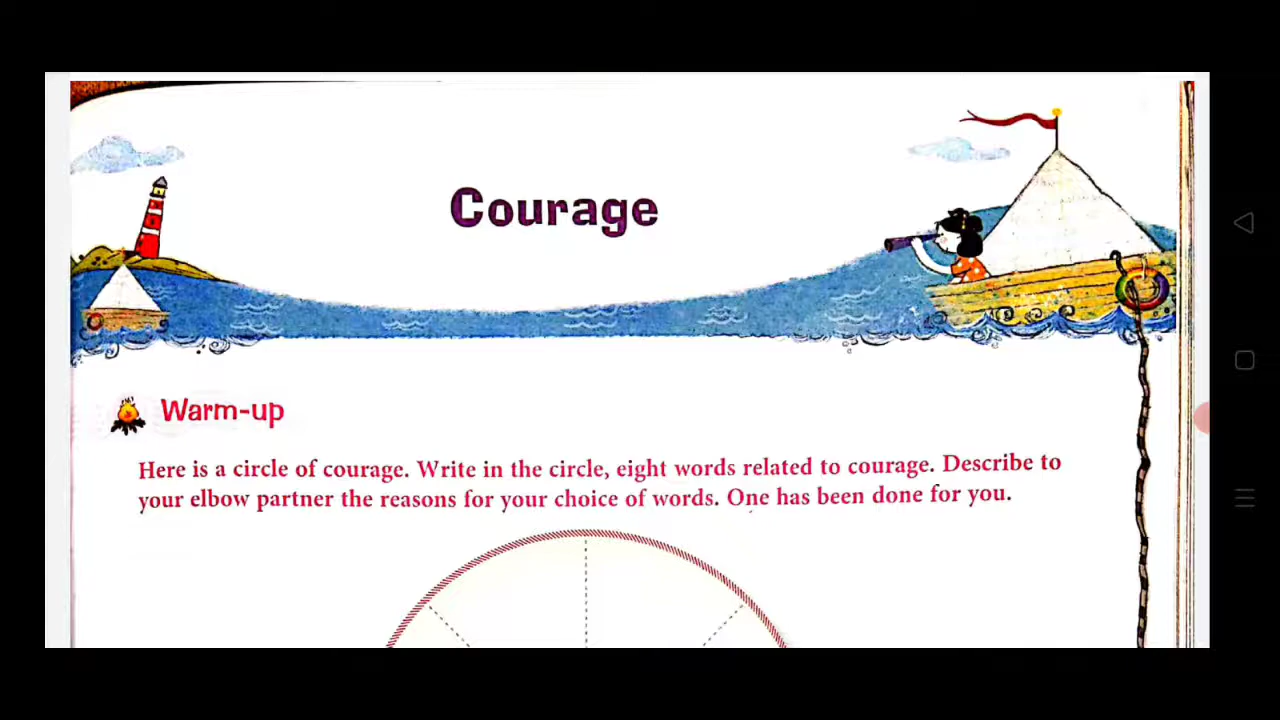 Courage
Warm-up
Here is a circle of courage. Write in the circle, eight words related to courage. Describe to
your elbow partner the reasons for your choice of words. One has been done for you.